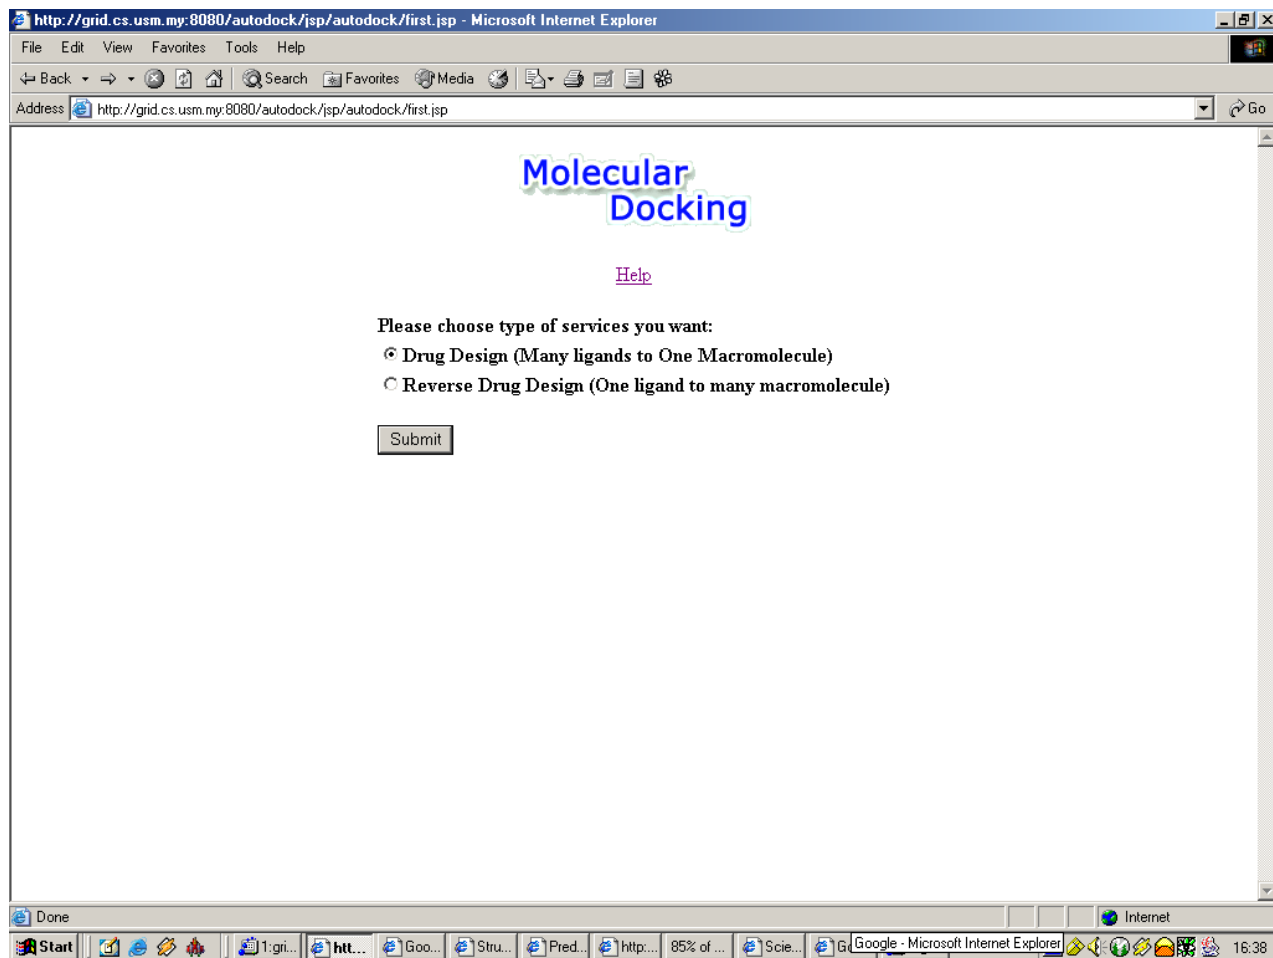 http://grid.cs.usm.my:8080/autodock/jsp/autodock/first.jsp - Microsoft Internet Explorer
File Edit View Favorites Tools Help
Back Search Favorites Media
Address http://grid.cs.usm.my:8080/autodock/jsp/autodock/first.jsp Go
Molecular
Docking
Help
Please choose type of services you want:
Drug Design (Many ligands to One Macromolecule)
Reverse Drug Design (One ligand to many macromolecule)
Submit
Done Internet
Start 1:gri... htt... Goo... Stru... Pred... http:... 85% of ... Scie... Google - Microsoft Internet Explorer 16:38